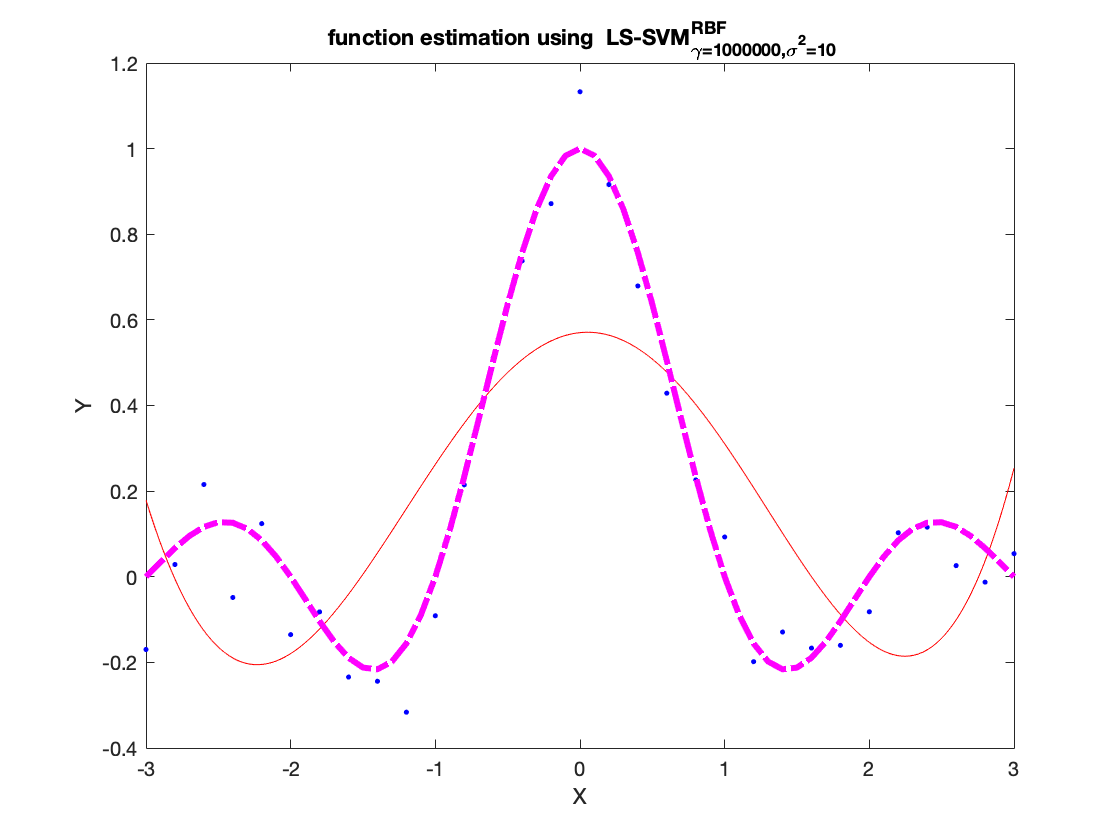 function estimation using LS-SVM^{RBF}_{γ=1000000,σ²=10}
1.2
1
0.8
0.6
0.4
0.2
0
-0.2
-0.4
Y
-3 -2 -1 0 1 2 3
X